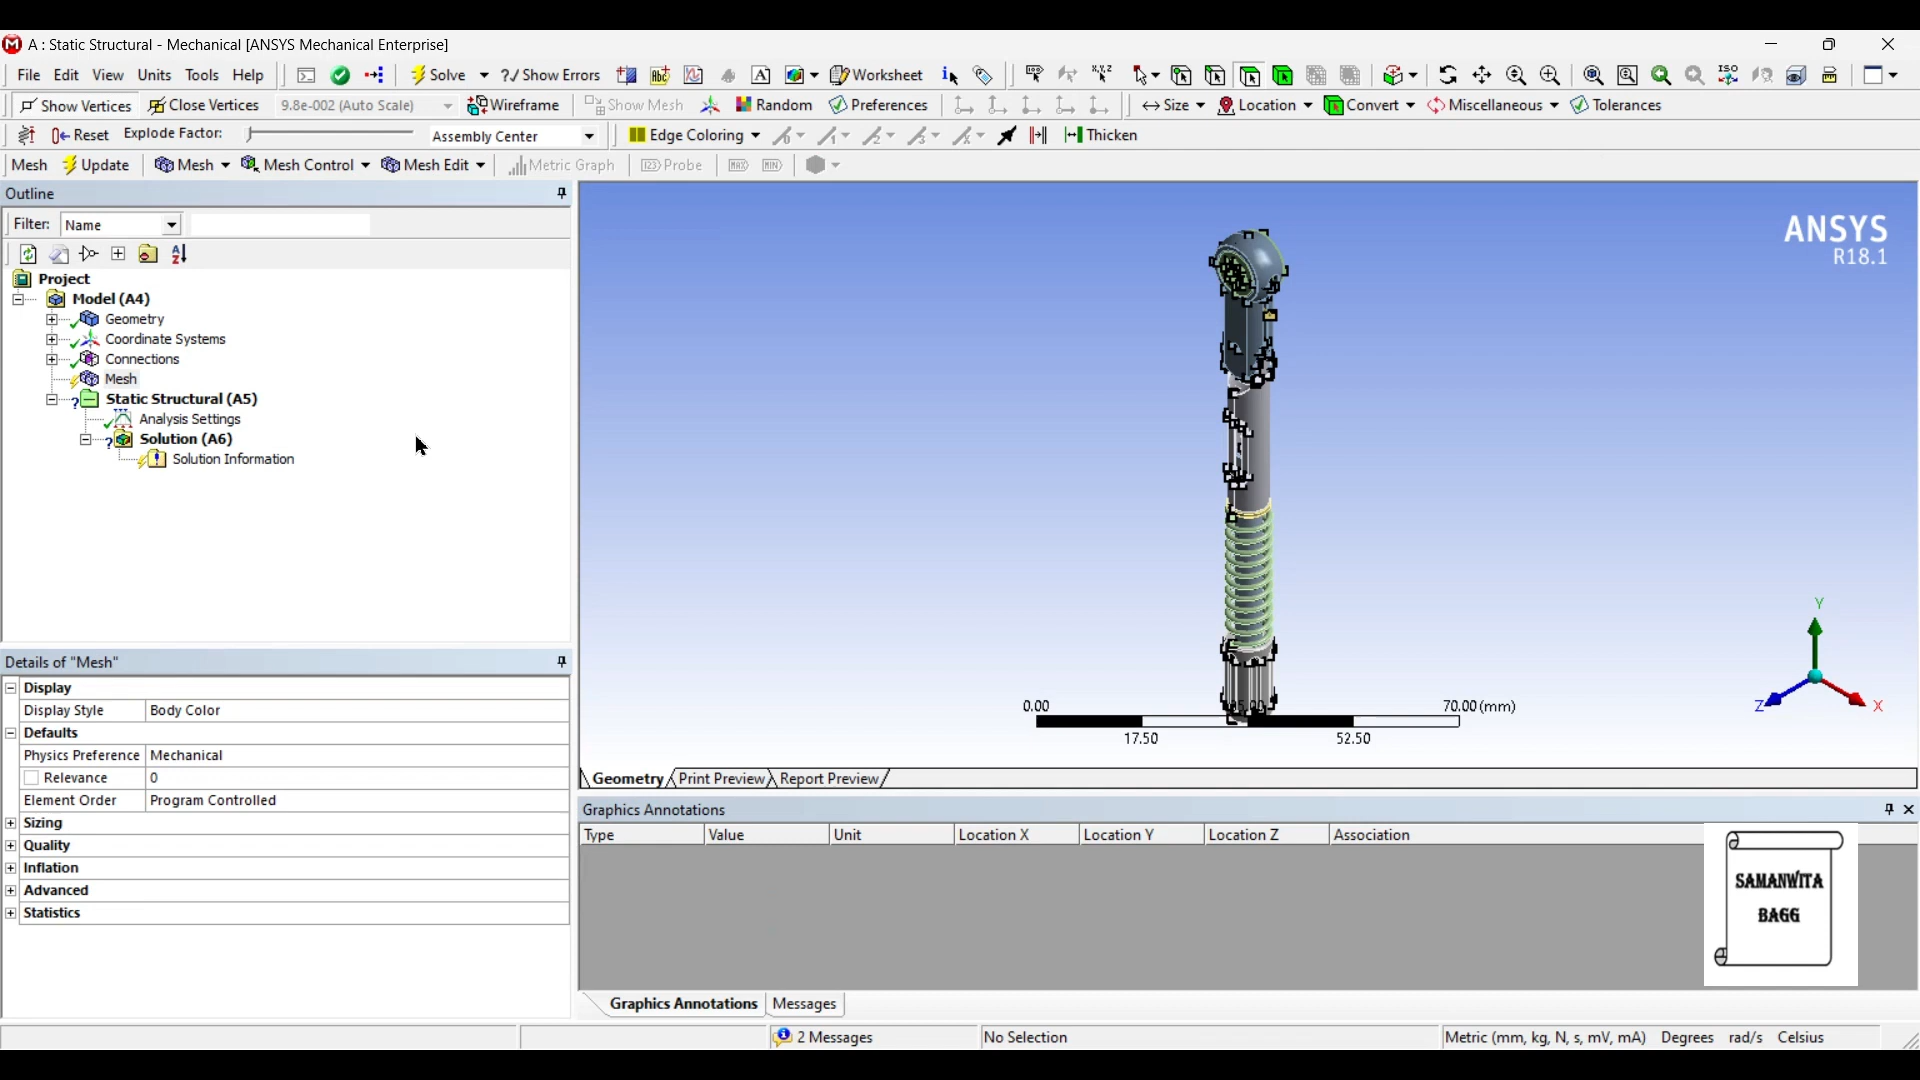 A : Static Structural - Mechanical [ANSYS Mechanical Enterprise]
File Edit View Units Tools Help Solve ?√ Show Errors Worksheet
Show Vertices Close Vertices 9.8e-002 (Auto Scale) Wireframe Show Mesh Random Preferences Size Location Convert Miscellaneous Tolerances
Reset Explode Factor: Assembly Center Edge Coloring Thicken
Mesh Update Mesh Mesh Control Mesh Edit Metric Graph Probe
Outline
Filter: Name
Project
Model (A4)
Geometry
Coordinate Systems
Connections
Mesh
Static Structural (A5)
Analysis Settings
Solution (A6)
Solution Information
Details of "Mesh"
Display
Display Style Body Color
Defaults
Physics Preference Mechanical
Relevance 0
Element Order Program Controlled
Sizing
Quality
Inflation
Advanced
Statistics
ANSYS
R18.1
Y
Z X
0.00 70.00 (mm)
17.50 52.50
Geometry Print Preview Report Preview
Graphics Annotations
Type Value Unit Location X Location Y Location Z Association
SAMANWITA
BAGG
Graphics Annotations Messages
2 Messages No Selection Metric (mm, kg, N, s, mV, mA) Degrees rad/s Celsius